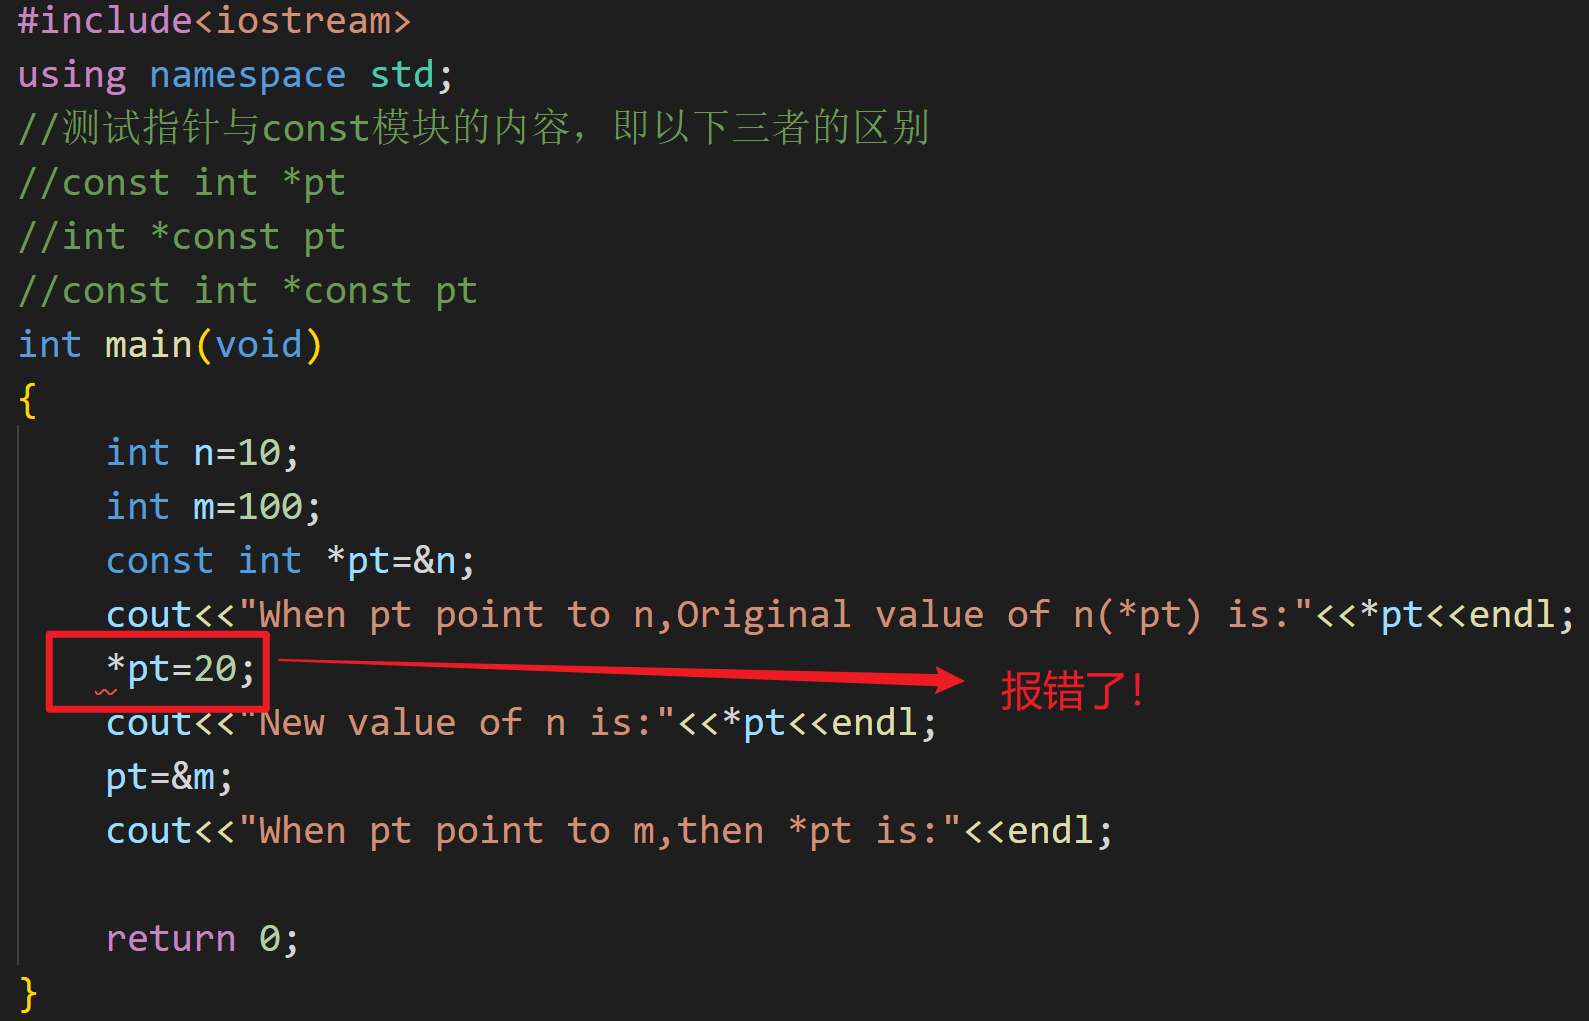 #include<iostream>
using namespace std;
//测试指针与const模块的内容，即以下三者的区别
//const int *pt
//int *const pt
//const int *const pt
int main(void)
{
    int n=10;
    int m=100;
    const int *pt=&n;
    cout<<"When pt point to n,Original value of n(*pt) is:"<<*pt<<endl;
    *pt=20;
报错了！
    cout<<"New value of n is:"<<*pt<<endl;
    pt=&m;
    cout<<"When pt point to m,then *pt is:"<<endl;
    return 0;
}